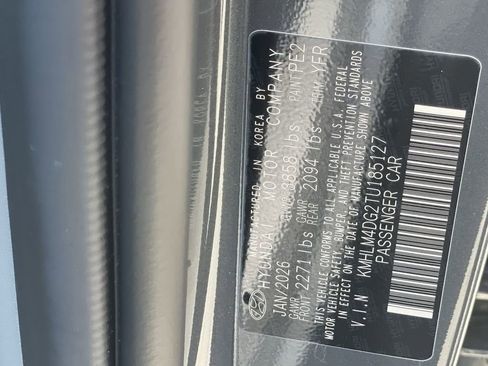 MANUFACTURED IN KOREA BY
HYUNDAI MOTOR COMPANY
JAN/2026 GVWR 3858 lbs PAINT PE2
GAWR FRONT 2271 lbs GAWR REAR 2094 lbs TRIM YFR
THIS VEHICLE CONFORMS TO ALL APPLICABLE U.S.A. FEDERAL
MOTOR VEHICLE SAFETY, BUMPER, AND THEFT PREVENTION STANDARDS
IN EFFECT ON THE DATE OF MANUFACTURE SHOWN ABOVE
V.I.N KMHLM4DG2TU185127
PASSENGER CAR